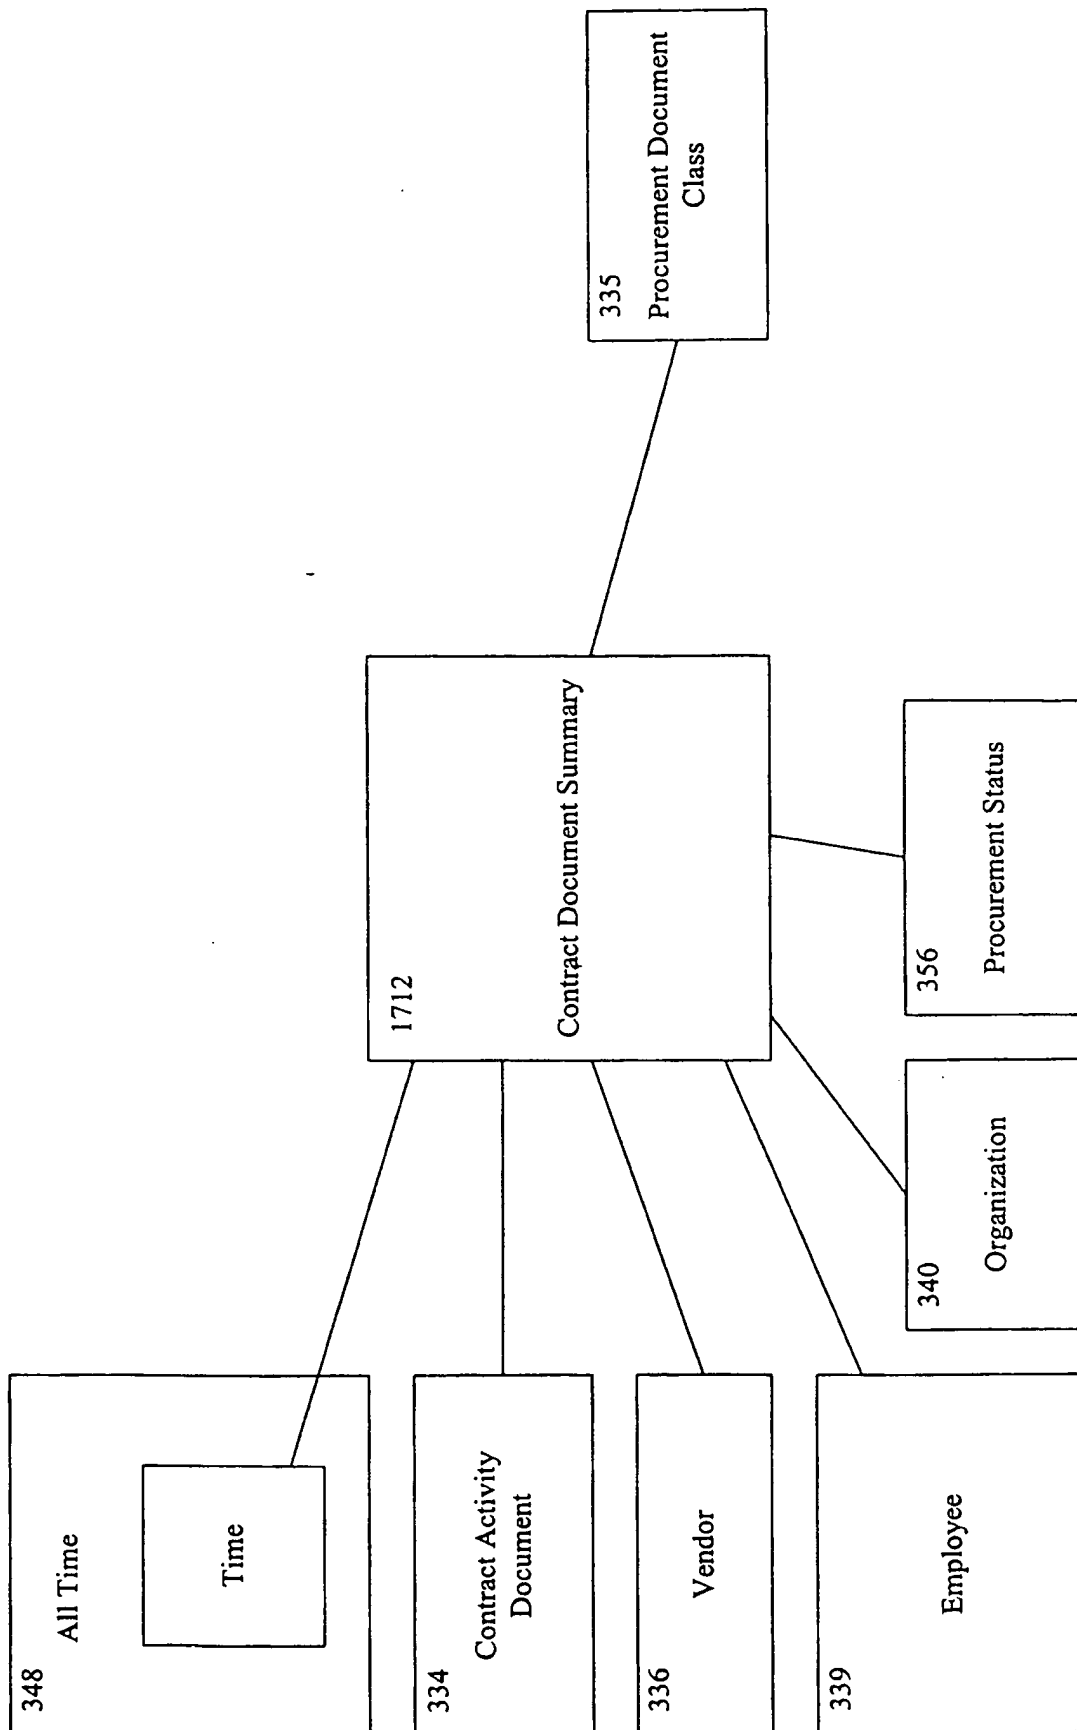 348
All Time
Time
334
Contract Activity
Document
336
Vendor
339
Employee
1712
Contract Document Summary
340
Organization
356
Procurement Status
335
Procurement Document
Class